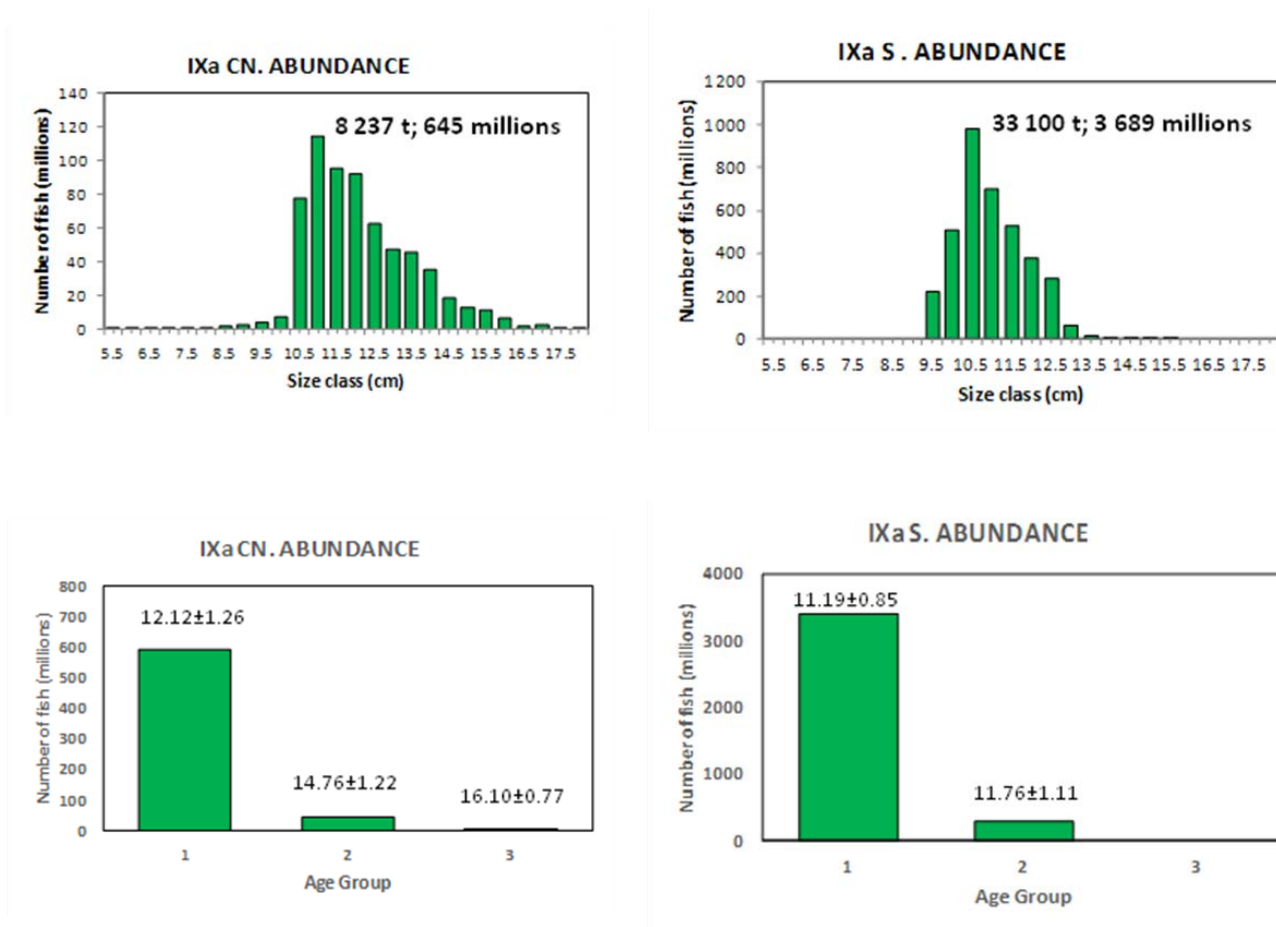 IXa CN. ABUNDANCE
Number of fish (millions)
140
120
100
80
60
40
20
0
8 237 t; 645 millions
5.5 6.5 7.5 8.5 9.5 10.5 11.5 12.5 13.5 14.5 15.5 16.5 17.5
Size class (cm)
IXa S . ABUNDANCE
Number of fish (millions)
1200
1000
800
600
400
200
0
33 100 t; 3 689 millions
5.5 6.5 7.5 8.5 9.5 10.5 11.5 12.5 13.5 14.5 15.5 16.5 17.5
Size class (cm)
IXa CN. ABUNDANCE
Number of fish (millions)
800
700
600
500
400
300
200
100
0
12.12±1.26
14.76±1.22
16.10±0.77
1 2 3
Age Group
IXa S. ABUNDANCE
Number of fish (millions)
4000
3000
2000
1000
0
11.19±0.85
11.76±1.11
1 2 3
Age Group